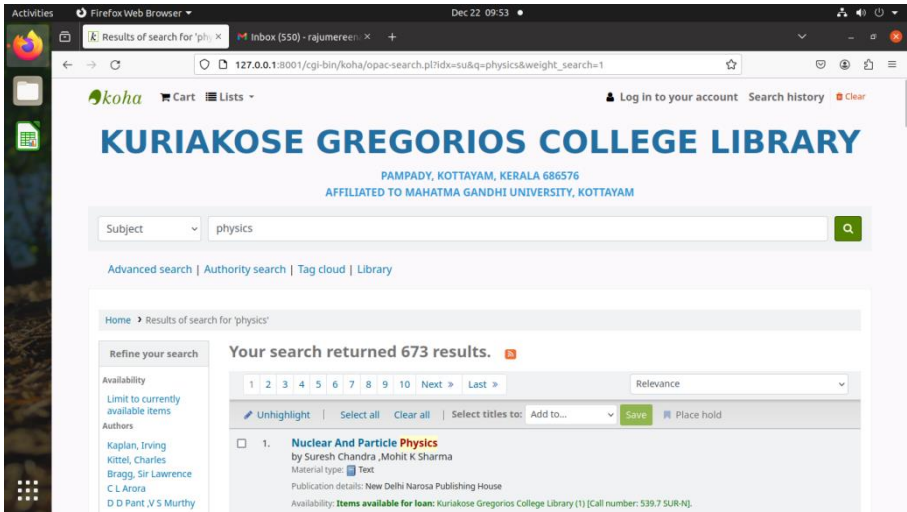 Activities Firefox Web Browser Dec 22 09:53
Results of search for 'phy Inbox (550) - rajumereen
127.0.0.1:8001/cgi-bin/koha/opac-search.pl?idx=su&q=physics&weight_search=1
koha Cart Lists Log in to your account Search history Clear
KURIAKOSE GREGORIOS COLLEGE LIBRARY
PAMPADY, KOTTAYAM, KERALA 686576
AFFILIATED TO MAHATMA GANDHI UNIVERSITY, KOTTAYAM
Subject physics
Advanced search | Authority search | Tag cloud | Library
Home Results of search for 'physics'
Refine your search
Availability
Limit to currently
available items
Authors
Kaplan, Irving
Kittel, Charles
Bragg, Sir Lawrence
C L Arora
D D Pant ,V S Murthy
Your search returned 673 results.
1 2 3 4 5 6 7 8 9 10 Next » Last » Relevance
Unhighlight | Select all Clear all | Select titles to: Add to... Save Place hold
1. Nuclear And Particle Physics
by Suresh Chandra ,Mohit K Sharma
Material type: Text
Publication details: New Delhi Narosa Publishing House
Availability: Items available for loan: Kuriakose Gregorios College Library (1) [Call number: 539.7 SUR-N].